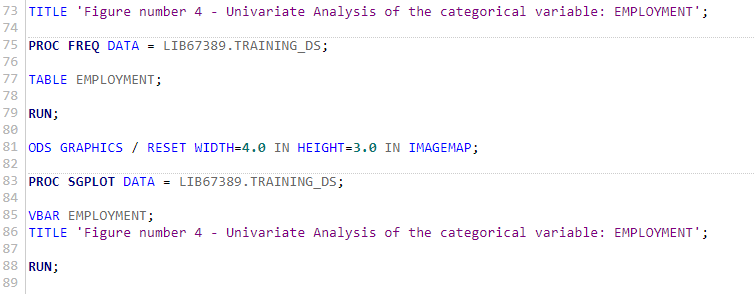 73 TITLE 'Figure number 4 - Univariate Analysis of the categorical variable: EMPLOYMENT';
74
75 PROC FREQ DATA = LIB67389.TRAINING_DS;
76
77 TABLE EMPLOYMENT;
78
79 RUN;
80
81 ODS GRAPHICS / RESET WIDTH=4.0 IN HEIGHT=3.0 IN IMAGEMAP;
82
83 PROC SGPLOT DATA = LIB67389.TRAINING_DS;
84
85 VBAR EMPLOYMENT;
86 TITLE 'Figure number 4 - Univariate Analysis of the categorical variable: EMPLOYMENT';
87
88 RUN;
89